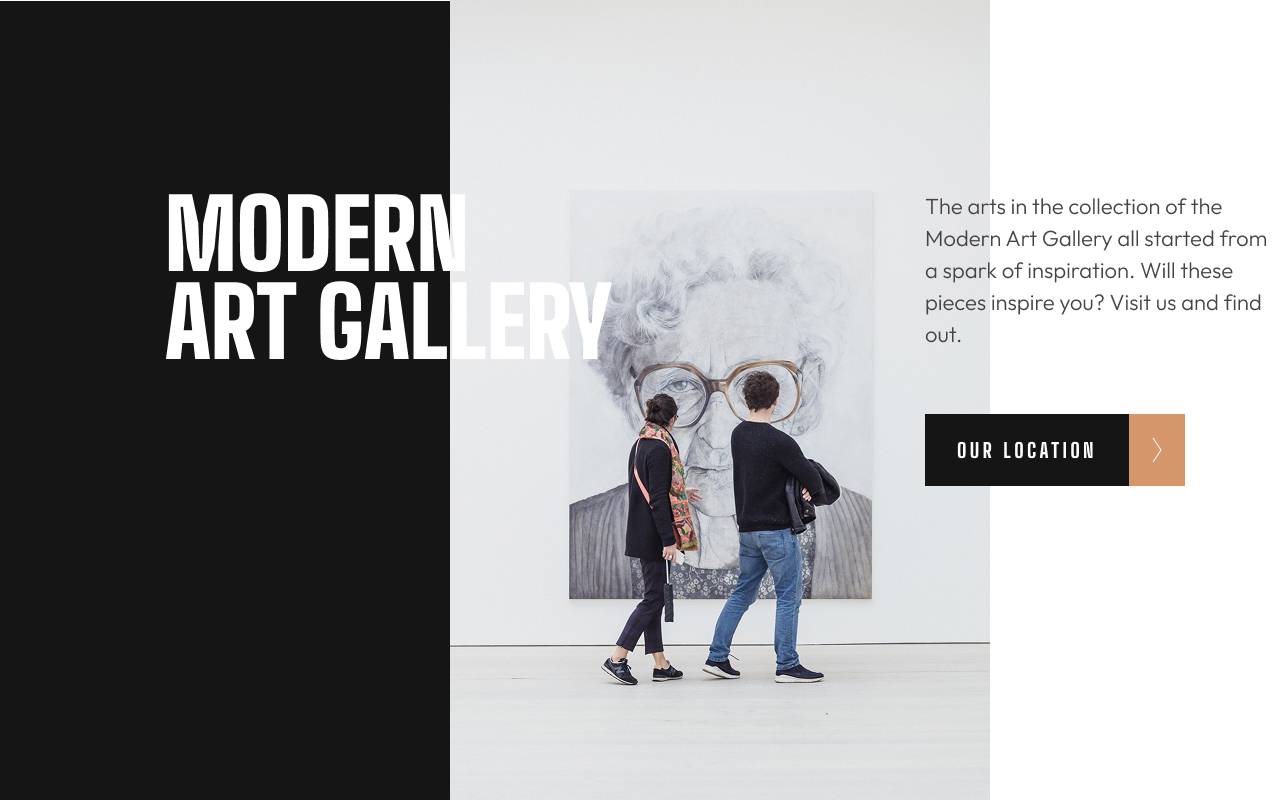 MODERN
ART GALLERY
The arts in the collection of the
Modern Art Gallery all started from
a spark of inspiration. Will these
pieces inspire you? Visit us and find
out.
OUR LOCATION